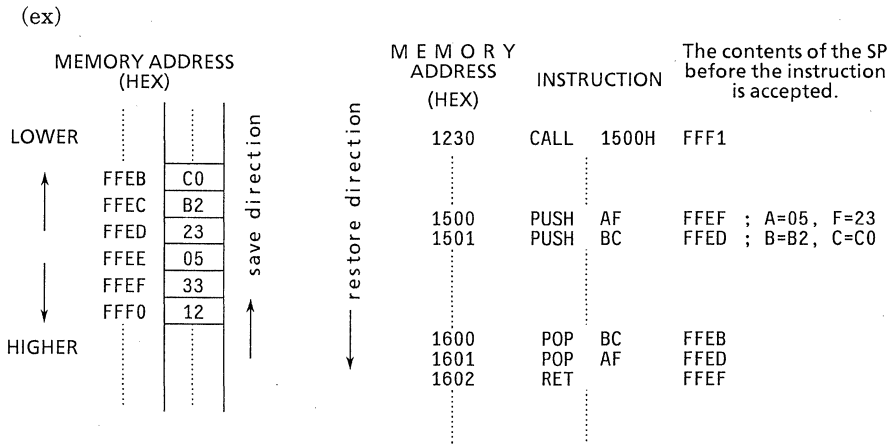 (ex)
MEMORY ADDRESS
(HEX)
LOWER
FFEB C0
FFEC B2
FFED 23
FFEE 05
FFEF 33
FFF0 12
HIGHER
save direction
restore direction
MEMORY
ADDRESS
(HEX)
INSTRUCTION
The contents of the SP
before the instruction
is accepted.
1230 CALL 1500H FFF1
1500 PUSH AF FFEF ; A=05, F=23
1501 PUSH BC FFED ; B=B2, C=C0
1600 POP BC FFEB
1601 POP AF FFED
1602 RET FFEF